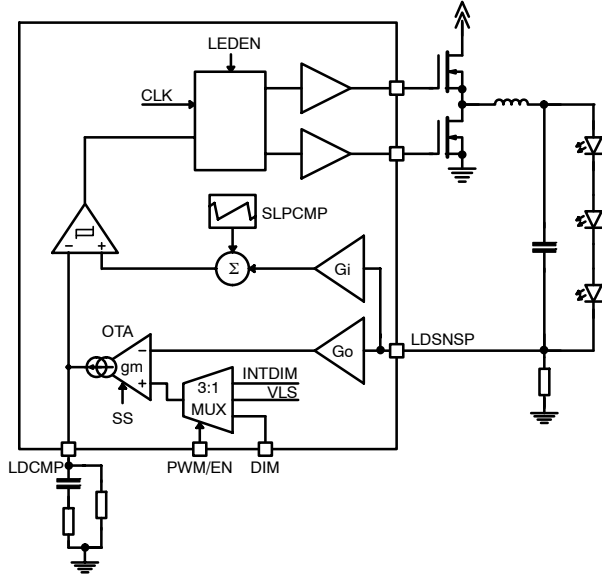 LEDEN
CLK
SLPCMP
− +
Σ
Gi
OTA
−
gm
+
Go
LDSNSP
INTDIM
3:1
VLS
MUX
SS
LDCMP
PWM/EN
DIM